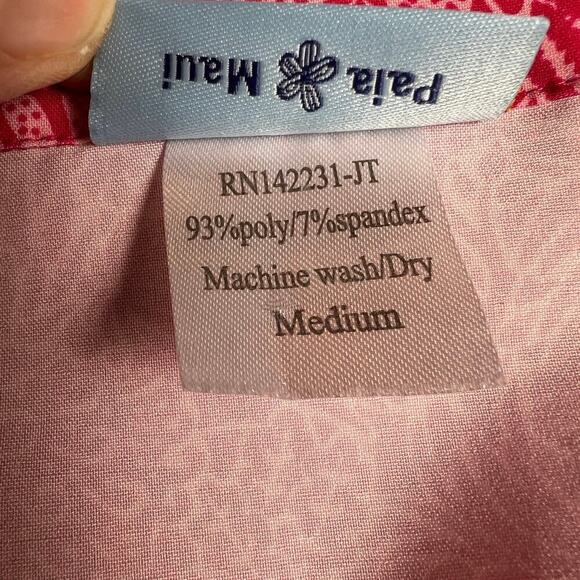 Paia Maui
RN142231-JT
93%poly/7%spandex
Machine wash/Dry
Medium